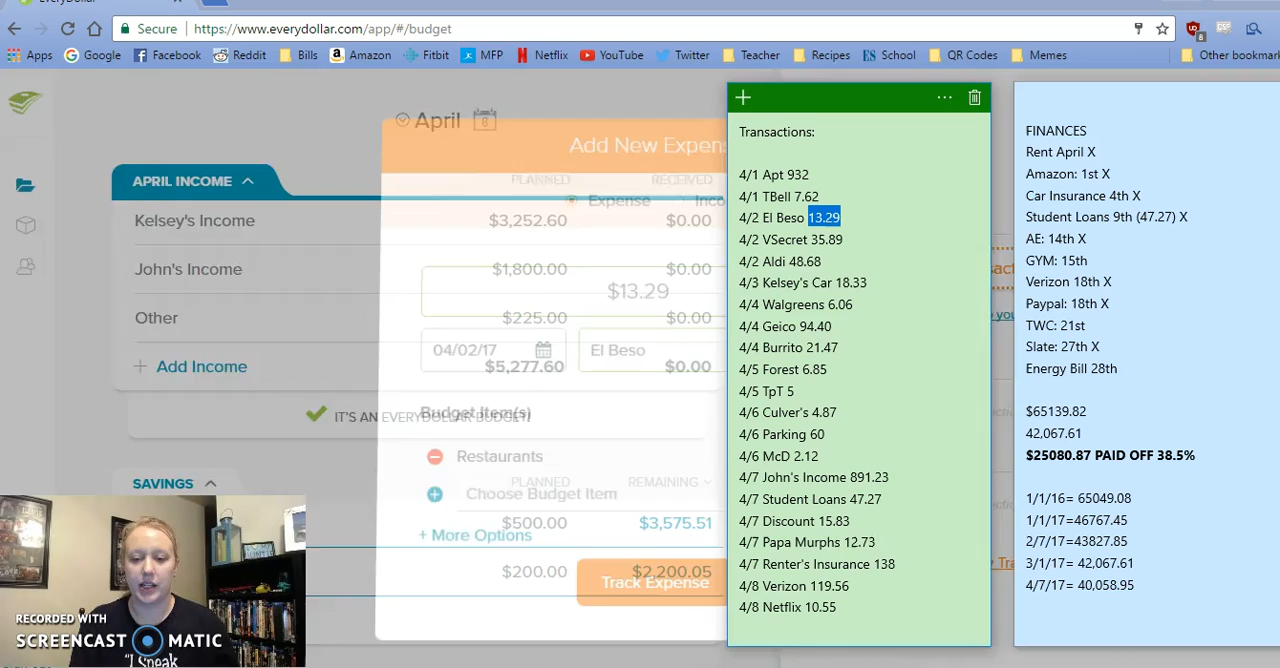 EveryDollar
Secure https://www.everydollar.com/app/#/budget
Apps Google Facebook Reddit Bills Amazon Fitbit MFP Netflix YouTube Twitter Teacher Recipes School QR Codes Memes Other bookmar
April
Add New Expen
APRIL INCOME PLANNED RECEIVED
Expense Inco
Kelsey's Income $3,252.60 $0.00
John's Income $1,800.00 $0.00
$13.29
Other $225.00 $0.00
04/02/17 El Beso
Add Income $5,277.60 $0.00
Budget Item(s)
IT'S AN EVERYDOLLAR BUDGET!
Restaurants
SAVINGS PLANNED REMAINING
Choose Budget Item
$500.00 $3,575.51
+ More Options
$200.00 $2,200.05
Track Expense
Transactions:
4/1 Apt 932
4/1 TBell 7.62
4/2 El Beso 13.29
4/2 VSecret 35.89
4/2 Aldi 48.68
4/3 Kelsey's Car 18.33
4/4 Walgreens 6.06
4/4 Geico 94.40
4/4 Burrito 21.47
4/5 Forest 6.85
4/5 TpT 5
4/6 Culver's 4.87
4/6 Parking 60
4/6 McD 2.12
4/7 John's Income 891.23
4/7 Student Loans 47.27
4/7 Discount 15.83
4/7 Papa Murphs 12.73
4/7 Renter's Insurance 138
4/8 Verizon 119.56
4/8 Netflix 10.55
FINANCES
Rent April X
Amazon: 1st X
Car Insurance 4th X
Student Loans 9th (47.27) X
AE: 14th X
GYM: 15th
Verizon 18th X
Paypal: 18th X
TWC: 21st
Slate: 27th X
Energy Bill 28th
$65139.82
42,067.61
$25080.87 PAID OFF 38.5%
1/1/16= 65049.08
1/1/17=46767.45
2/7/17=43827.85
3/1/17= 42,067.61
4/7/17= 40,058.95
RECORDED WITH
SCREENCAST MATIC
"I Speak